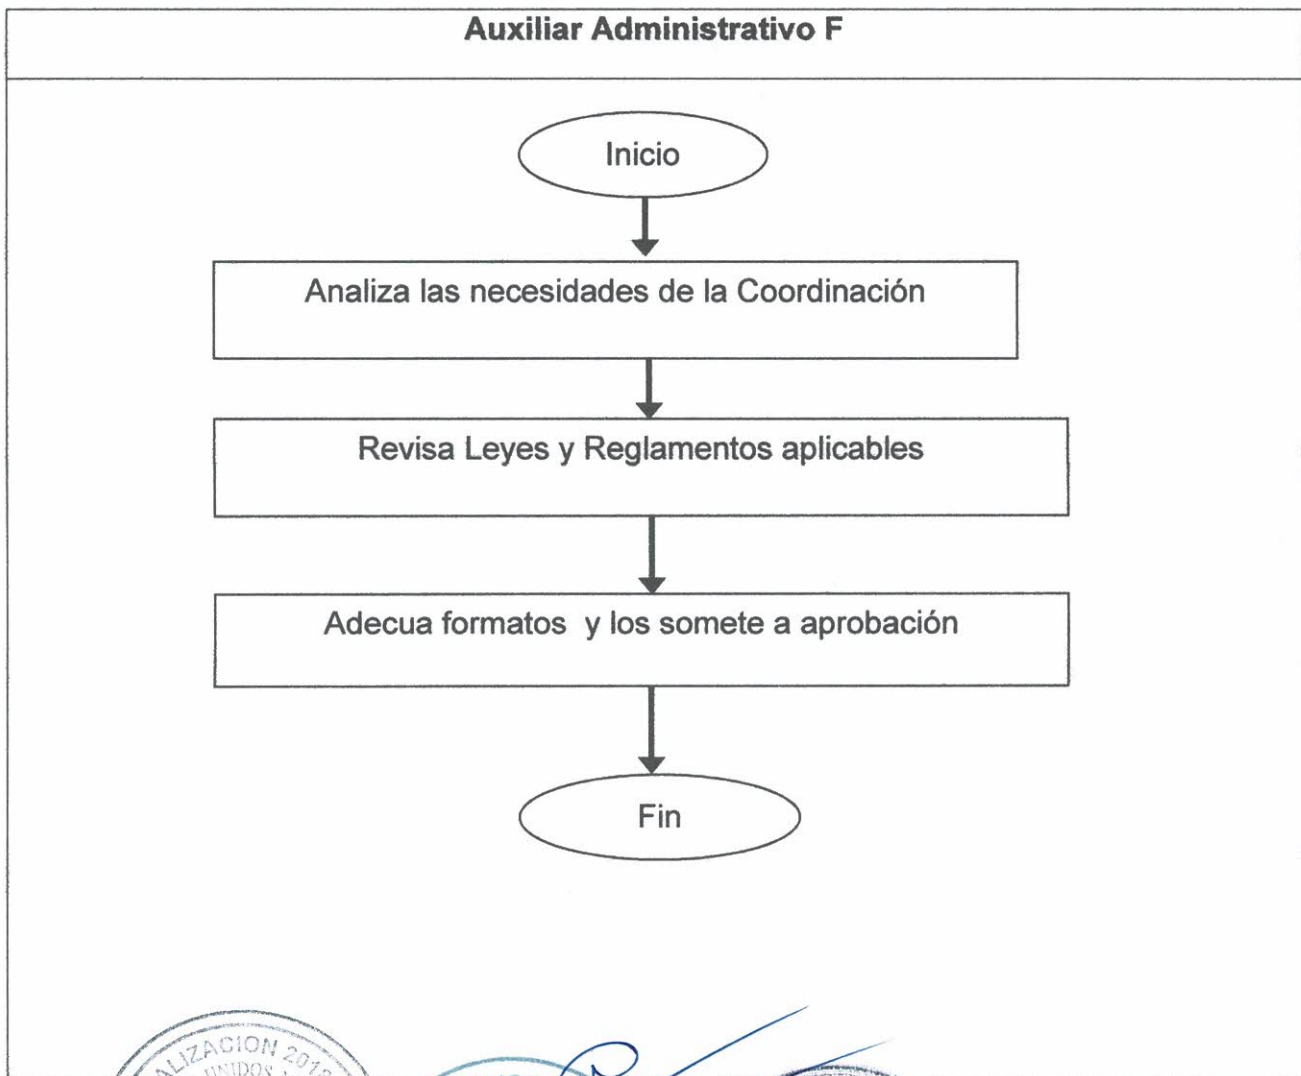 Auxiliar Administrativo F
Inicio
Analiza las necesidades de la Coordinación
Revisa Leyes y Reglamentos aplicables
Adecua formatos y los somete a aprobación
Fin
UNIDOS